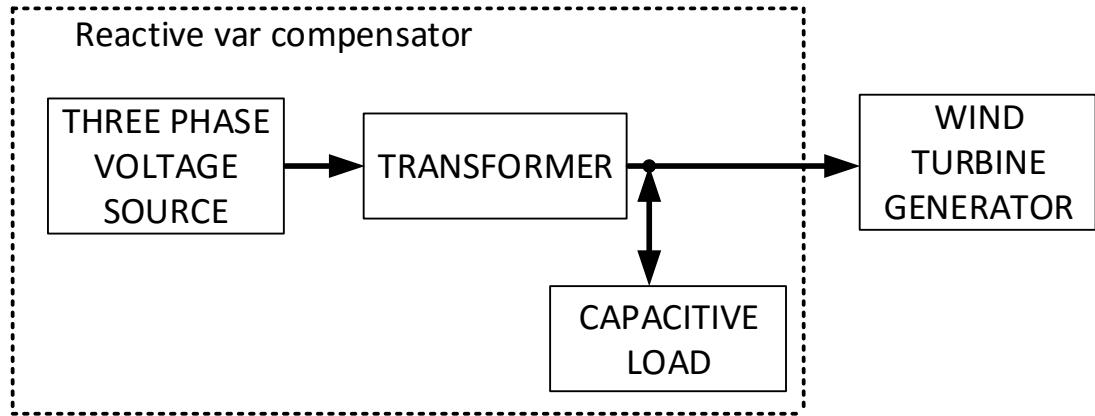 Reactive var compensator
THREE PHASE
VOLTAGE
SOURCE
TRANSFORMER
WIND
TURBINE
GENERATOR
CAPACITIVE
LOAD